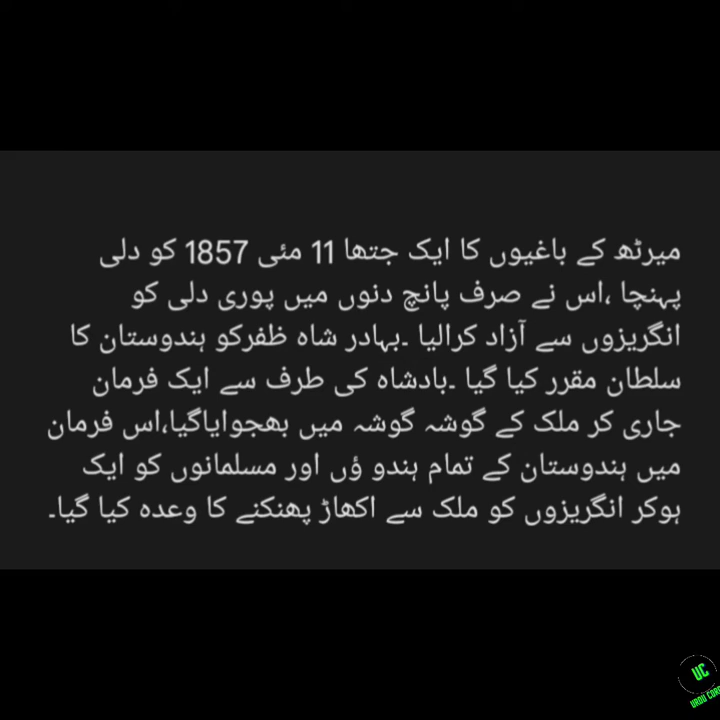 میرٹھ کے باغیوں کا ایک جتھا 11 مئی 1857 کو دلی
پہنچا ،اس نے صرف پانچ دنوں میں پوری دلی کو
انگریزوں سے آزاد کرالیا ۔بہادر شاہ ظفرکو ہندوستان کا
سلطان مقرر کیا گیا ۔بادشاہ کی طرف سے ایک فرمان
جاری کر ملک کے گوشہ گوشہ میں بھجوایاگیا،اس فرمان
میں ہندوستان کے تمام ہندو ؤں اور مسلمانوں کو ایک
ہوکر انگریزوں کو ملک سے اکھاڑ پھنکنے کا وعدہ کیا گیا۔
UC